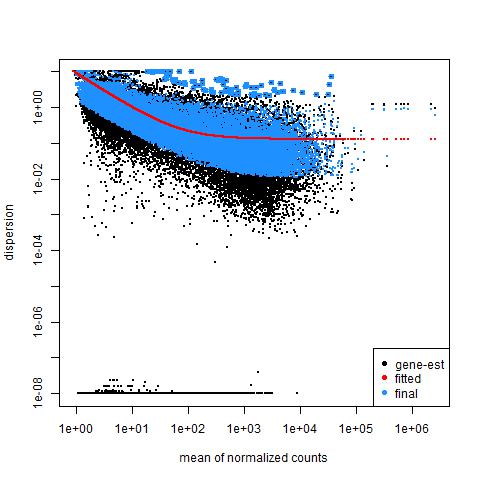 dispersion
1e+00
1e-02
1e-04
1e-06
1e-08
gene-est
fitted
final
1e+00 1e+01 1e+02 1e+03 1e+04 1e+05 1e+06
mean of normalized counts